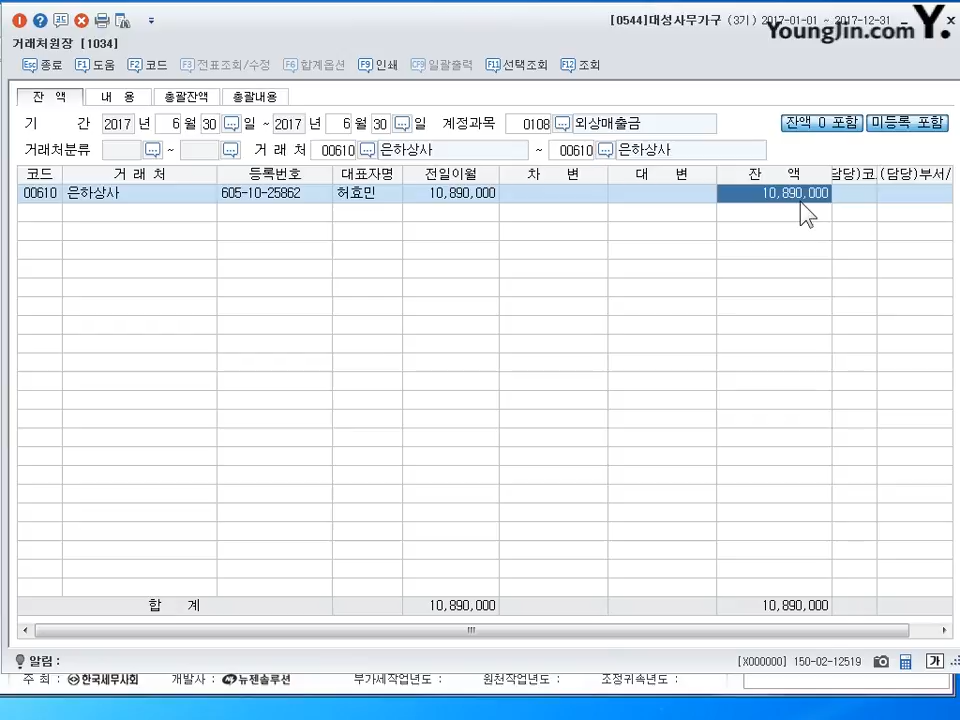 [0544]대성사무가구 (3기) 2017-01-01 ~ 2017-12-31
YoungJin.com Y.
거래처원장 [1034]
Esc 종료 F1 도움 F2 코드 F3 전표조회/수정 F6 합계옵션 F9 인쇄 CF9 일괄출력 F11 선택조회 F12 조회
잔 액 내 용 총괄잔액 총괄내용
기 간 2017 년 6 월 30 일 ~ 2017 년 6 월 30 일 계정과목 0108 외상매출금 잔액 0 포함 미등록 포함
거래처분류 ~ 거 래 처 00610 은하상사 ~ 00610 은하상사
코드 거 래 처 등록번호 대표자명 전일이월 차 변 대 변 잔 액 담당)코 (담당)부서/
00610 은하상사 605-10-25862 허효민 10,890,000 10,890,000
합 계 10,890,000 10,890,000
알림 : [X000000] 150-02-12519 가
주 최 : 한국세무사회 개발사 : 뉴젠솔루션 부가세작업년도 : 원천작업년도 : 조정귀속년도 :